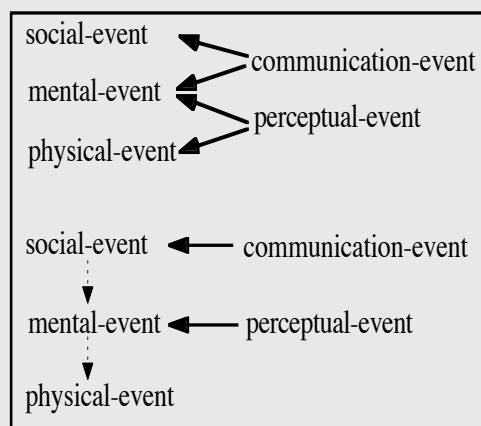 social-event
communication-event
mental-event
perceptual-event
physical-event
social-event
communication-event
mental-event
perceptual-event
physical-event